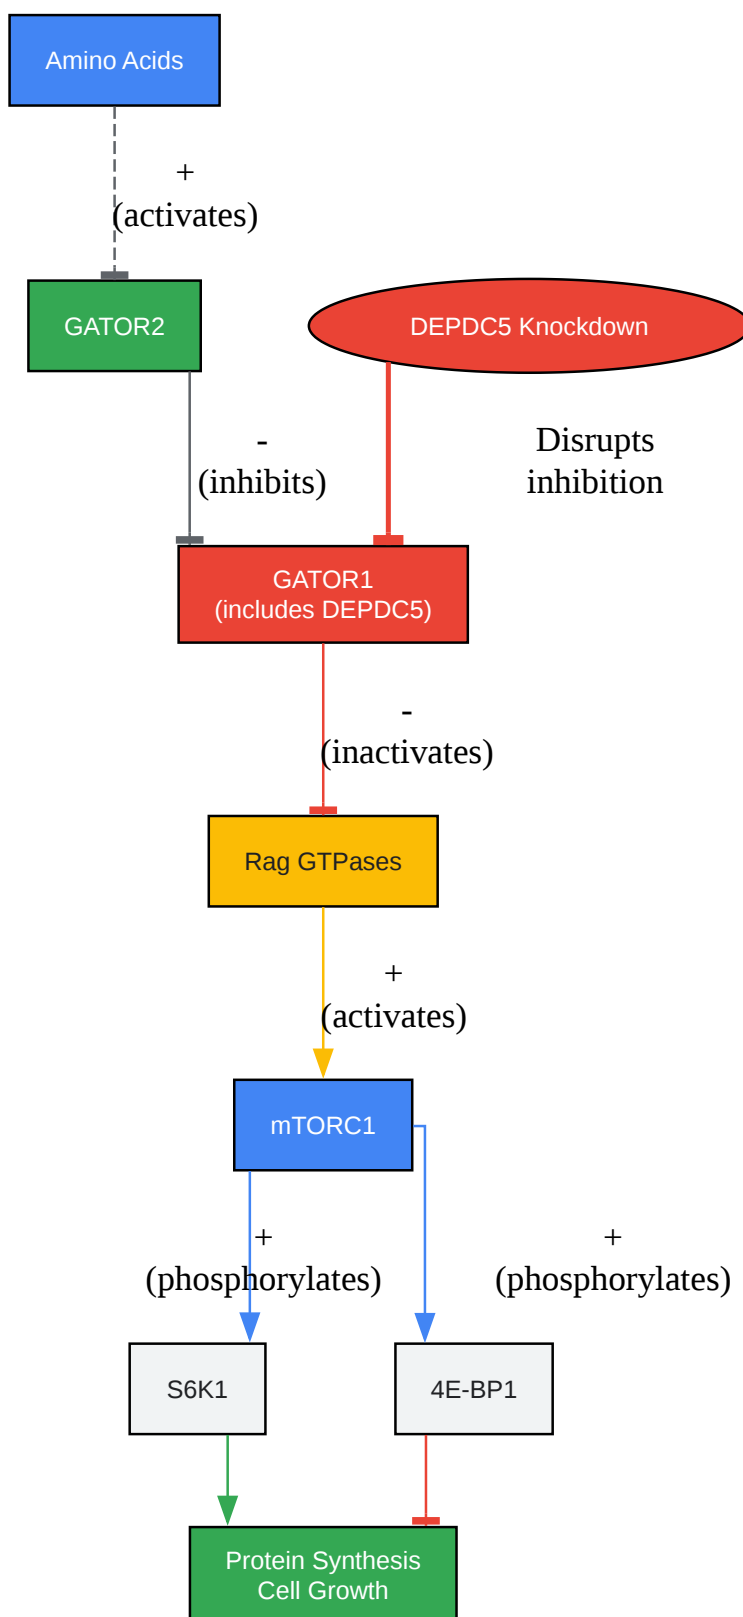 Amino Acids
+
(activates)
GATOR2
DEPDC5 Knockdown
-
(inhibits)
Disrupts
inhibition
GATOR1
(includes DEPDC5)
-
(inactivates)
Rag GTPases
+
(activates)
mTORC1
+
(phosphorylates)
+
(phosphorylates)
S6K1
4E-BP1
Protein Synthesis
Cell Growth